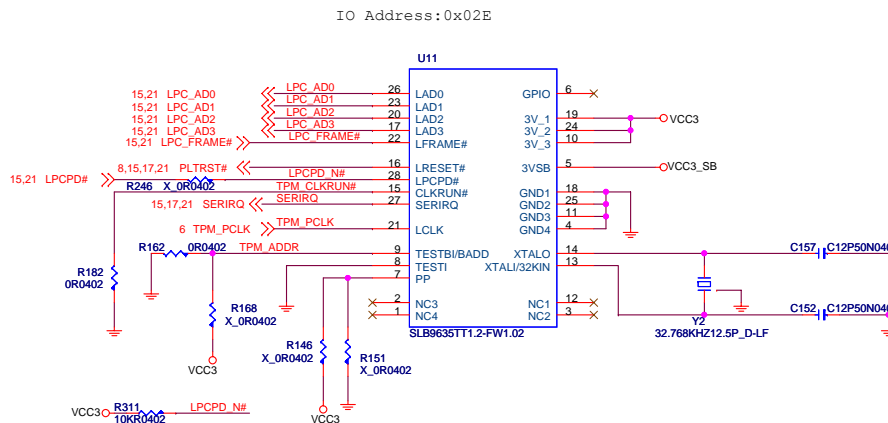 IO Address:0x02E
U11
15,21 LPC_AD0 LPC_AD0 26 LAD0 GPIO 6
15,21 LPC_AD1 LPC_AD1 23 LAD1
15,21 LPC_AD2 LPC_AD2 20 LAD2 3V_1 19 VCC3
15,21 LPC_AD3 LPC_AD3 17 LAD3 3V_2 24
15,21 LPC_FRAME# LPC_FRAME# 22 LFRAME# 3V_3 10
8,15,17,21 PLTRST# 16 LRESET# 3VSB 5 VCC3_SB
15,21 LPCPD# LPCPD_N# 28 LPCPD#
R246 X_0R0402 TPM_CLKRUN# 15 CLKRUN# GND1 18
15,17,21 SERIRQ SERIRQ 27 SERIRQ GND2 25
GND3 11
6 TPM_PCLK TPM_PCLK 21 LCLK GND4 4
R162 0R0402 TPM_ADDR 9 TESTBI/BADD XTALO 14 C157 C12P50N040
8 TESTI XTALI/32KIN 13
R182 7 PP
0R0402
R168 2 NC3 NC1 12 C152 C12P50N040
X_0R0402 1 NC4 NC2 3 Y2
SLB9635TT1.2-FW1.02 32.768KHZ12.5P_D-LF
R146 R151
X_0R0402 X_0R0402
VCC3
VCC3 R311 LPCPD_N# VCC3
10KR0402